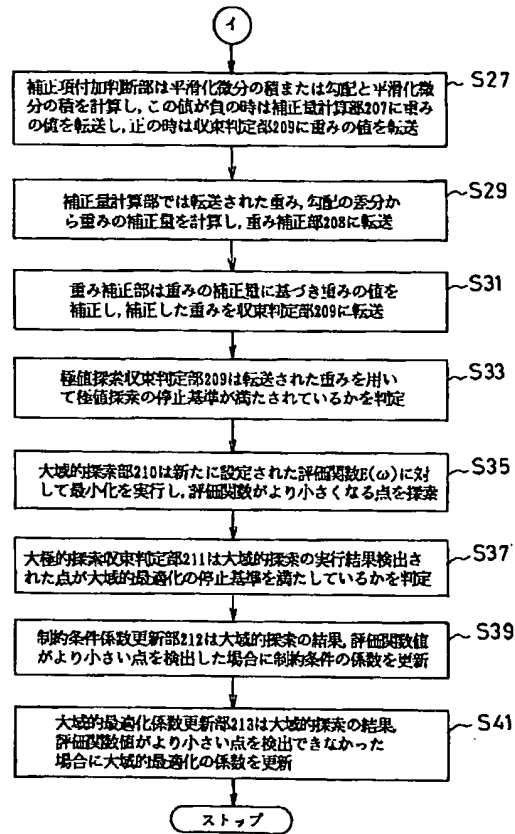 イ
補正項付加判断部は平滑化微分の積または勾配と平滑化微
分の積を計算し,この値が負の時は補正量計算部207に重み
の値を転送し,正の時は収束判定部209に重みの値を転送
S27
補正量計算部では転送された重み,勾配の差分か
ら重みの補正量を計算し,重み補正部208に転送
S29
重み補正部は重みの補正量に基づき重みの値を
補正し,補正した重みを収束判定部209に転送
S31
極値探索収束判定部209は転送された重みを用い
て極値探索の停止基準が満たされているかを判定
S33
大域的探索部210は新たに設定された評価関数E(ω)に対
して最小化を実行し,評価関数がより小さくなる点を探索
S35
大極的探索収束判定部211は大域的探索の実行結果検出さ
れた点が大域的最適化の停止基準を満たしているかを判定
S37
制約条件係数更新部212は大域的探索の結果,評価関数値
がより小さい点を検出した場合に制約条件の係数を更新
S39
大域的最適化係数更新部213は大域的探索の結果,
評価関数値がより小さい点を検出できなかった
場合に大域的最適化の係数を更新
S41
ストップ